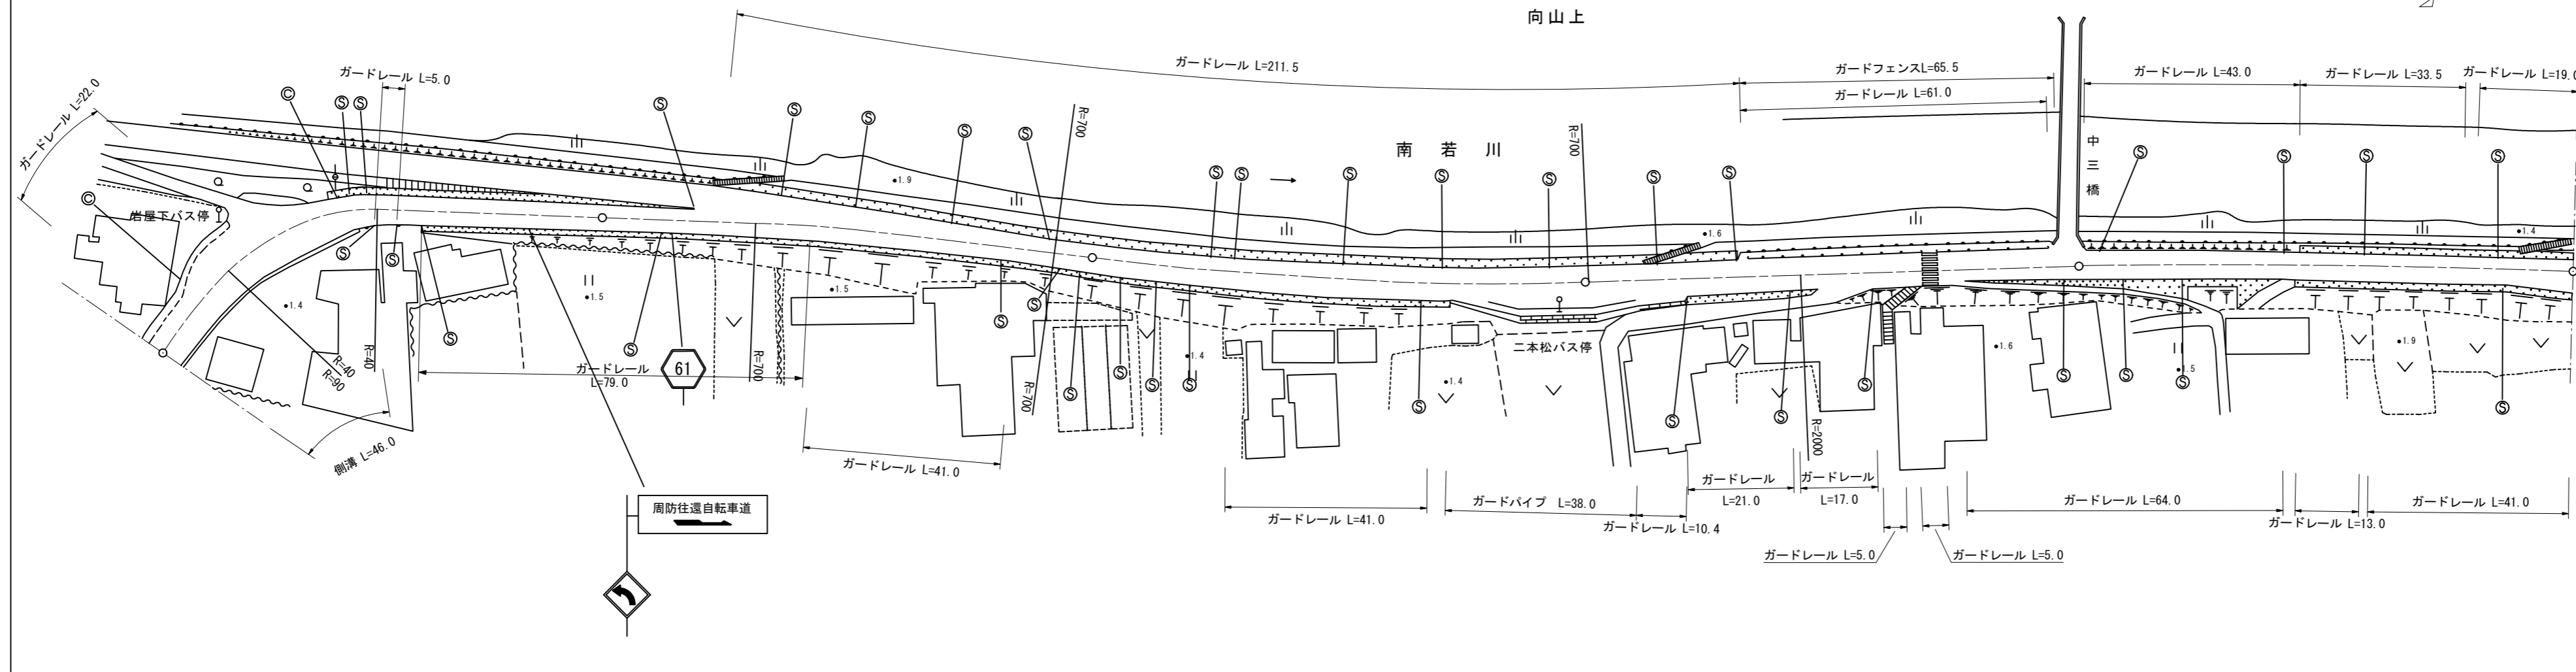 向山上
ガードレール L=22.0
ガードレール L=5.0
ガードレール L=211.5
ガードフェンスL=65.5
ガードレール L=61.0
ガードレール L=43.0
ガードレール L=33.5
ガードレール L=19.0
Ⓒ
Ⓢ
Ⓢ
Ⓢ
Ⓢ
Ⓢ
Ⓢ
Ⓢ
R=700
Ⓢ
Ⓢ
Ⓢ
Ⓢ
Ⓢ
R=700
Ⓢ
Ⓢ
Ⓢ
Ⓢ
Ⓢ
Ⓢ
南若川
中三橋
1.9
1.6
1.4
Ⓒ
岩屋下バス停
Ⓢ
Ⓢ
1.4
R=40
R=90
R=40
Ⓢ
1.5
Ⓢ
ガードレール
L=79.0
61
R=700
1.5
Ⓢ
Ⓢ
R=700
Ⓢ
Ⓢ
Ⓢ
Ⓢ
1.4
Ⓢ
1.4
二本松バス停
Ⓢ
Ⓢ
R=2000
Ⓢ
1.6
Ⓢ
Ⓢ
Ⓢ
1.5
1.9
Ⓢ
側溝 L=46.0
ガードレール L=41.0
ガードレール L=41.0
ガードパイプ L=38.0
ガードレール L=10.4
ガードレール
L=21.0
ガードレール
L=17.0
ガードレール L=5.0
ガードレール L=5.0
ガードレール L=64.0
ガードレール L=13.0
ガードレール L=41.0
周防往還自転車道